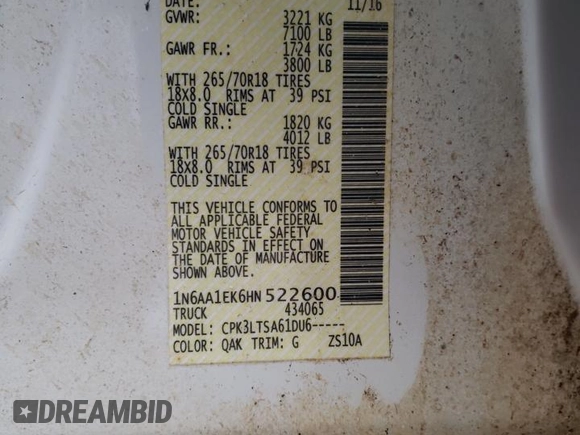 DATE: 11/16
GVWR: 3221 KG
7100 LB
GAWR FR.: 1724 KG
3800 LB
WITH 265/70R18 TIRES
18x8.0 RIMS AT 39 PSI
COLD SINGLE
GAWR RR.: 1820 KG
4012 LB
WITH 265/70R18 TIRES
18x8.0 RIMS AT 39 PSI
COLD SINGLE
THIS VEHICLE CONFORMS TO
ALL APPLICABLE FEDERAL
MOTOR VEHICLE SAFETY
STANDARDS IN EFFECT ON
THE DATE OF MANUFACTURE
SHOWN ABOVE.
1N6AA1EK6HN 522600
TRUCK 434065
MODEL: CPK3LTSA61DU6-----
COLOR: QAK TRIM: G ZS10A
DREAMBID